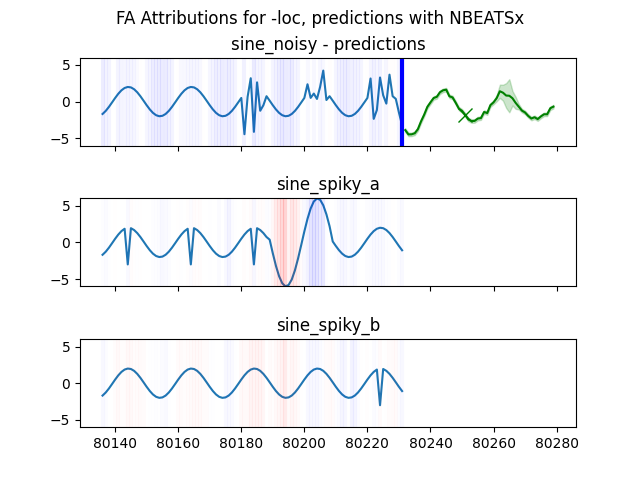 FA Attributions for -loc, predictions with NBEATSx
sine_noisy - predictions
5
0
−5
sine_spiky_a
5
0
−5
sine_spiky_b
5
0
−5
80140 80160 80180 80200 80220 80240 80260 80280